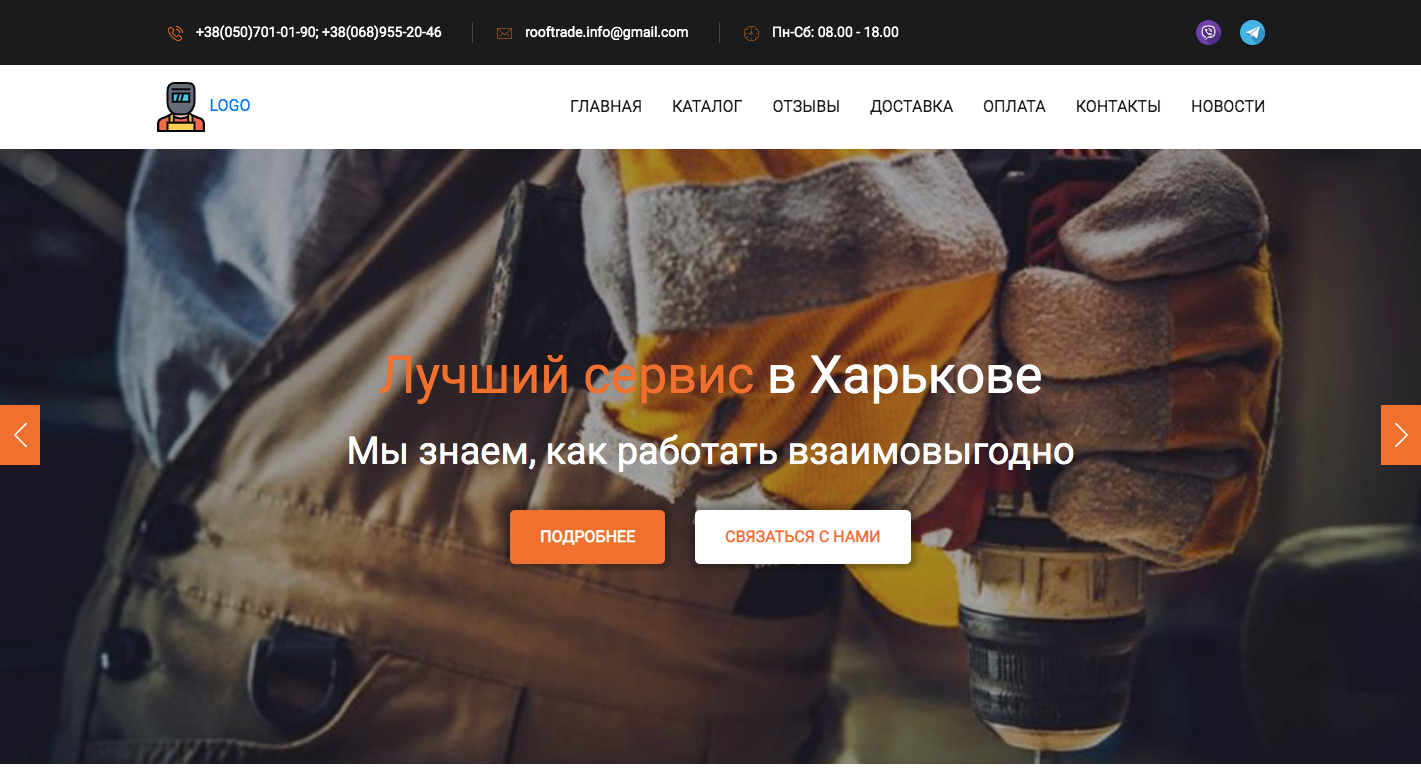 +38(050)701-01-90; +38(068)955-20-46
rooftrade.info@gmail.com
Пн-Сб: 08.00 - 18.00
LOGO
ГЛАВНАЯ
КАТАЛОГ
ОТЗЫВЫ
ДОСТАВКА
ОПЛАТА
КОНТАКТЫ
НОВОСТИ
Лучший сервис в Харькове
Мы знаем, как работать взаимовыгодно
ПОДРОБНЕЕ
СВЯЗАТЬСЯ С НАМИ